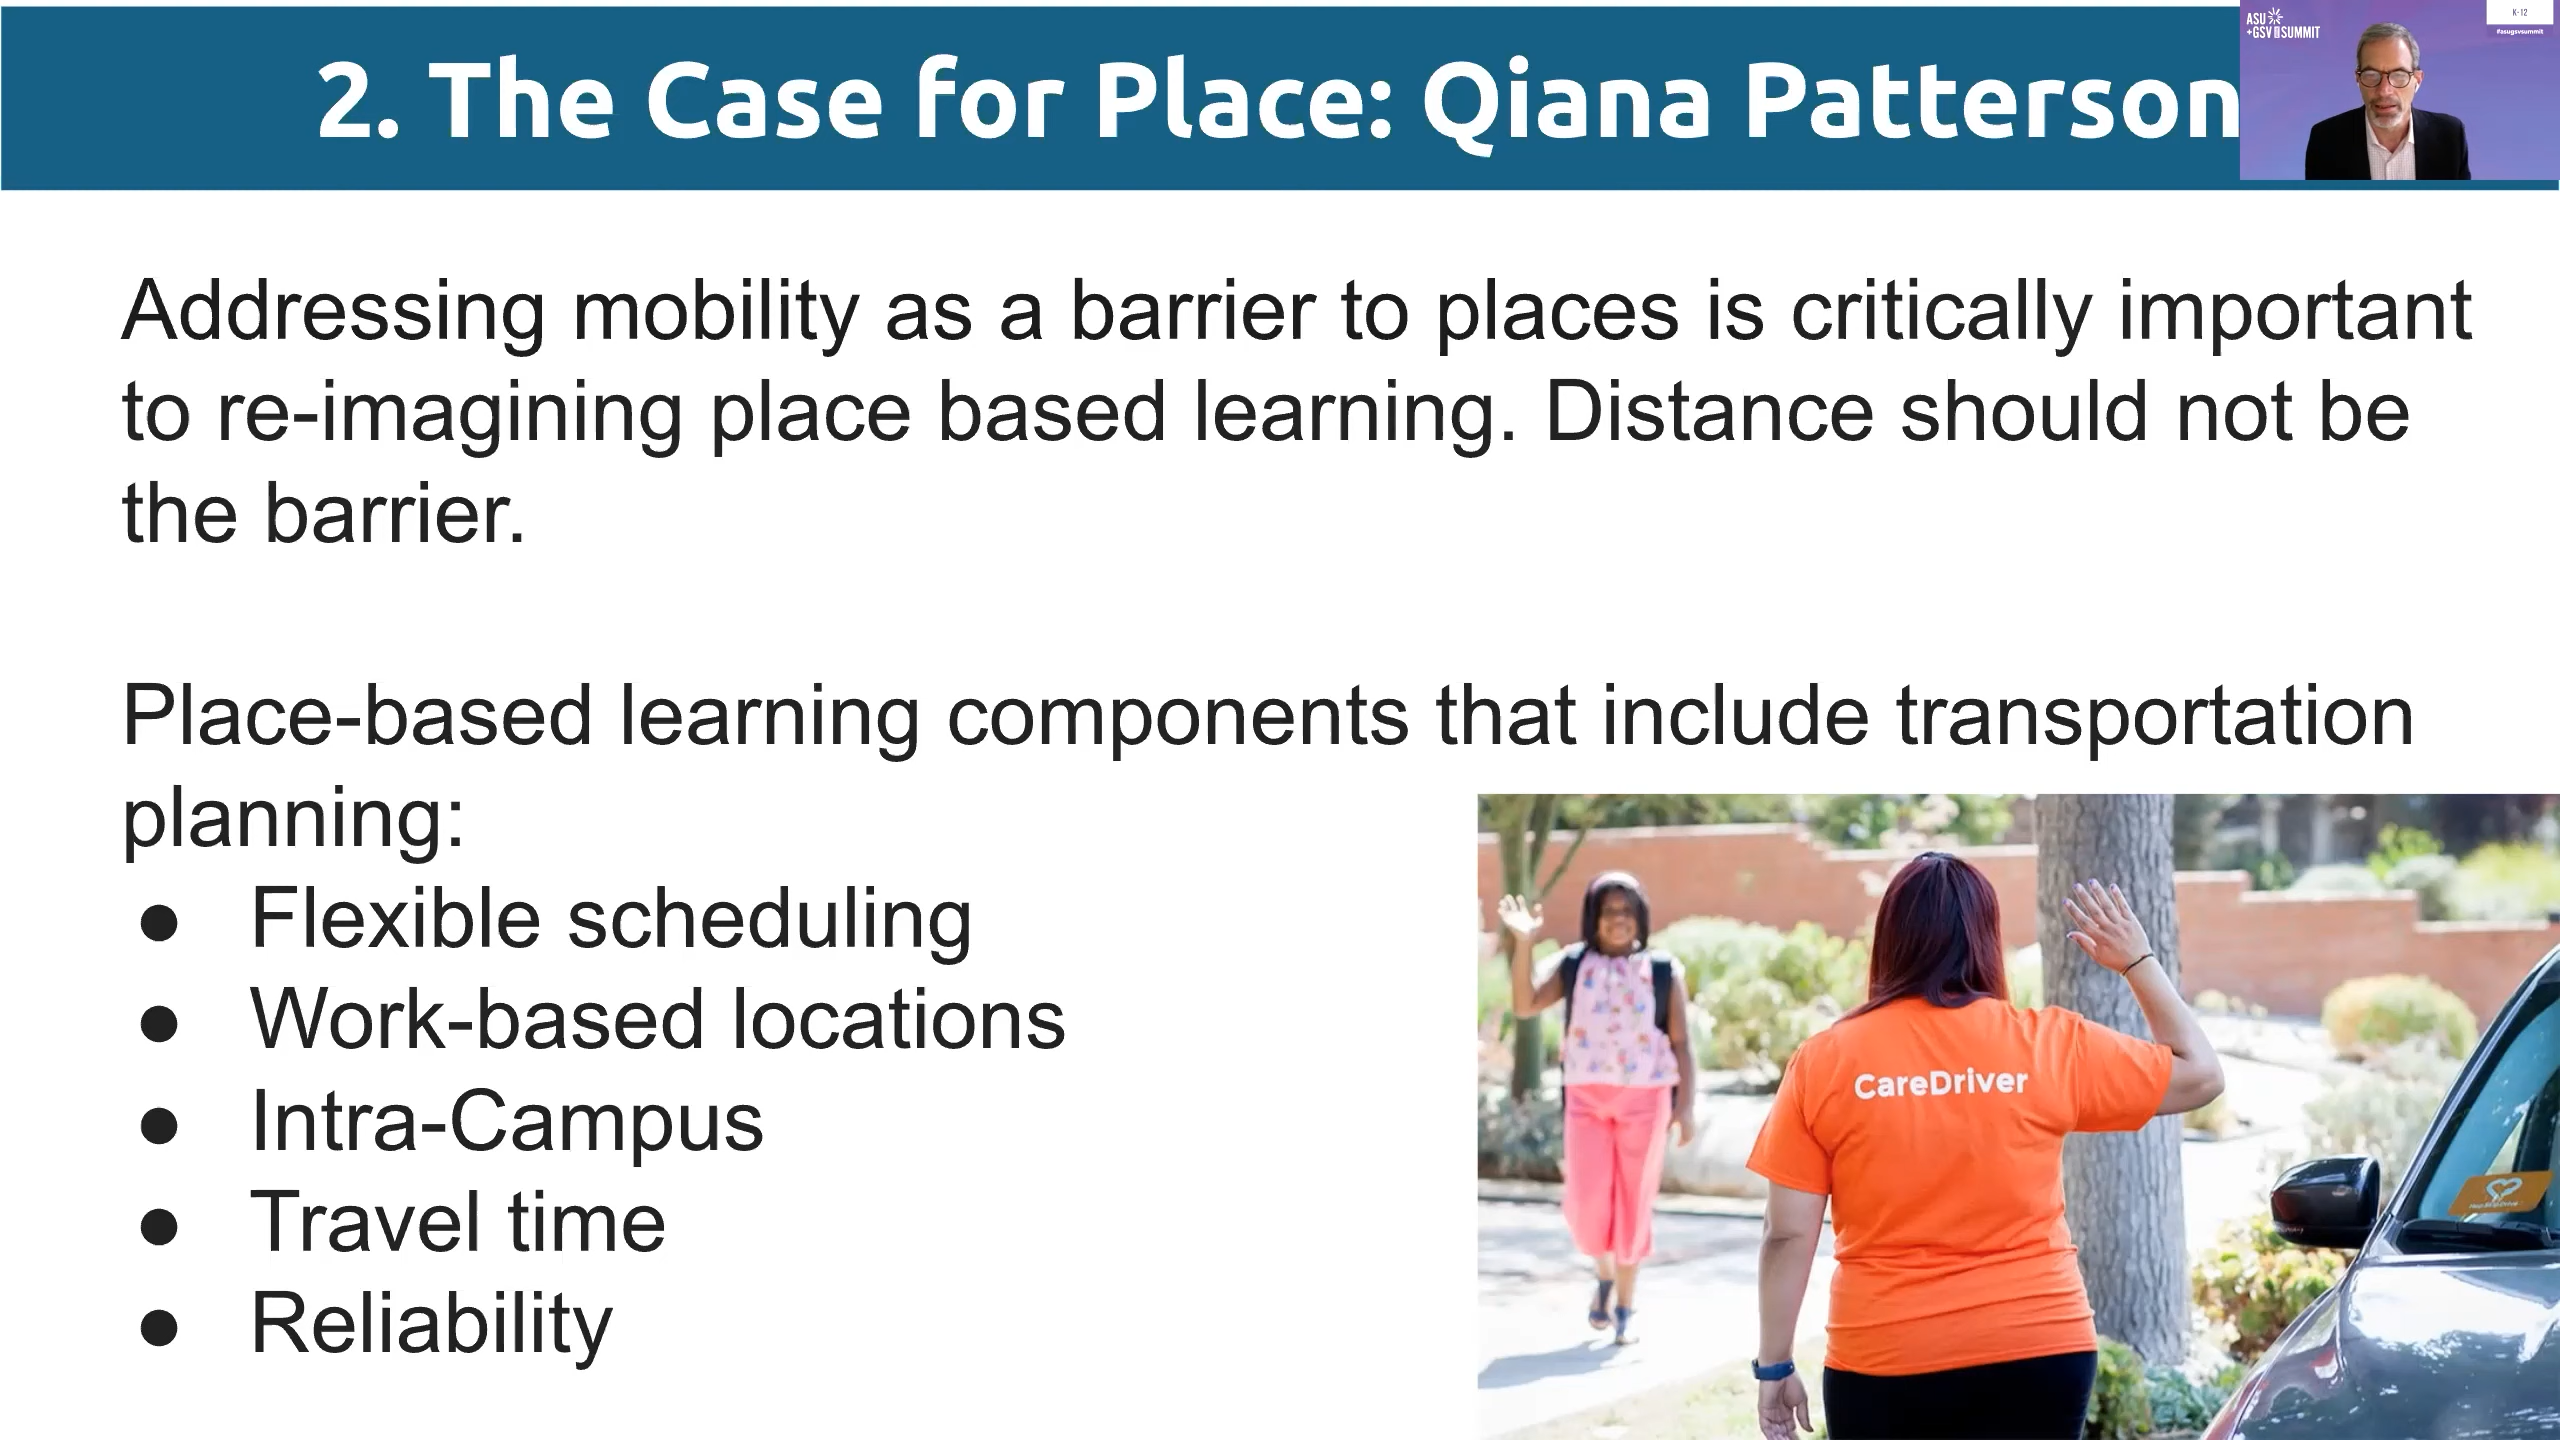 2. The Case for Place: Qiana Patterson
ASU
+GSV SUMMIT
K-12
#asugsvsummit
Addressing mobility as a barrier to places is critically important
to re-imagining place based learning. Distance should not be
the barrier.
Place-based learning components that include transportation
planning:
● Flexible scheduling
● Work-based locations
● Intra-Campus
● Travel time
● Reliability
CareDriver